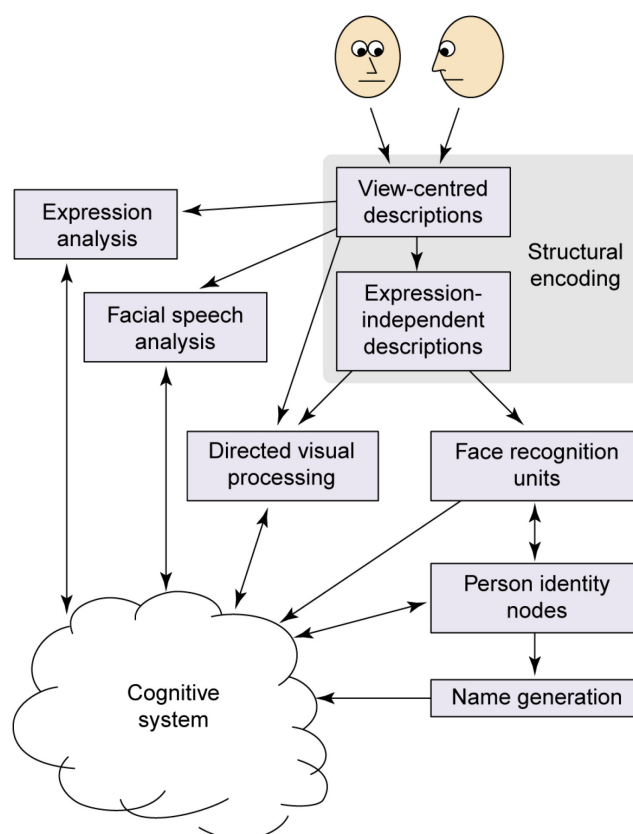 View-centred
descriptions
Expression
analysis
Structural
encoding
Expression-
independent
descriptions
Facial speech
analysis
Directed visual
processing
Face recognition
units
Person identity
nodes
Cognitive
system
Name generation